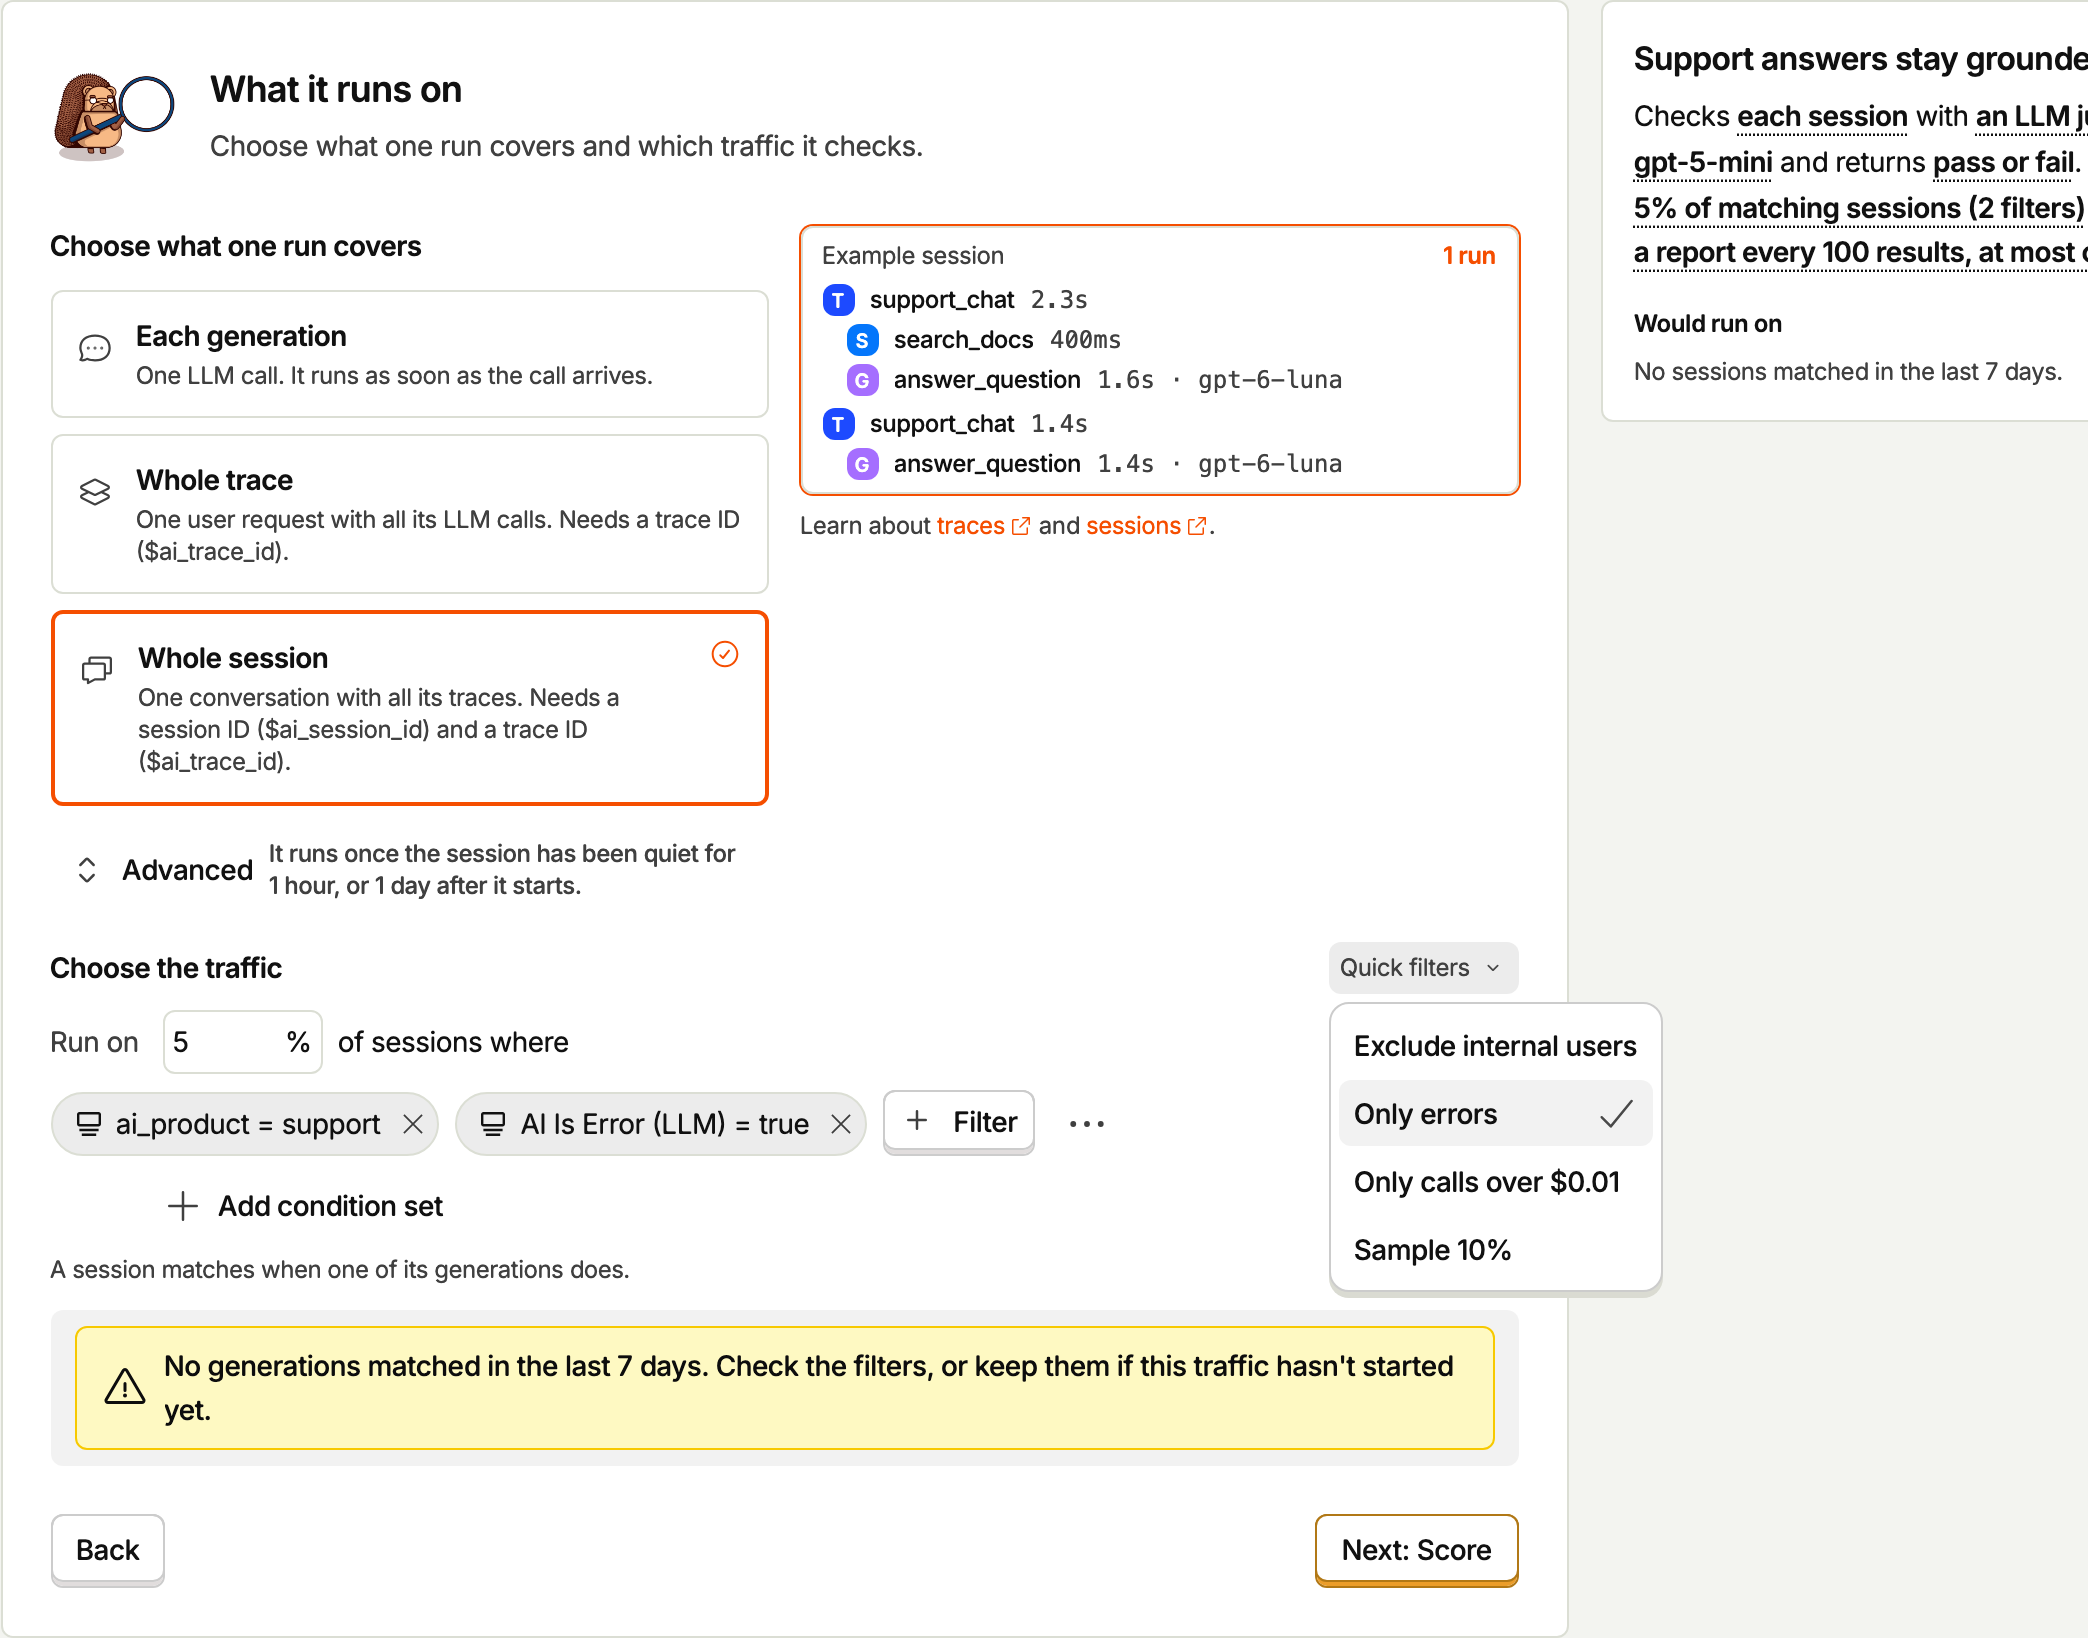 What it runs on
Choose what one run covers and which traffic it checks.
Choose what one run covers
Each generation
One LLM call. It runs as soon as the call arrives.
Whole trace
One user request with all its LLM calls. Needs a trace ID
($ai_trace_id).
Whole session
One conversation with all its traces. Needs a
session ID ($ai_session_id) and a trace ID
($ai_trace_id).
Advanced
It runs once the session has been quiet for
1 hour, or 1 day after it starts.
Example session 1 run
T support_chat 2.3s
S search_docs 400ms
G answer_question 1.6s · gpt-6-luna
T support_chat 1.4s
G answer_question 1.4s · gpt-6-luna
Learn about traces and sessions.
Choose the traffic
Quick filters
Run on 5 % of sessions where
ai_product = support
AI Is Error (LLM) = true
+ Filter
...
+ Add condition set
A session matches when one of its generations does.
Exclude internal users
Only errors
Only calls over $0.01
Sample 10%
No generations matched in the last 7 days. Check the filters, or keep them if this traffic hasn't started
yet.
Back
Next: Score
Support answers stay
Checks each session with an LLM
gpt-5-mini and returns pass or fail.
5% of matching sessions (2 filters)
a report every 100 results, at most
Would run on
No sessions matched in the last 7 days.